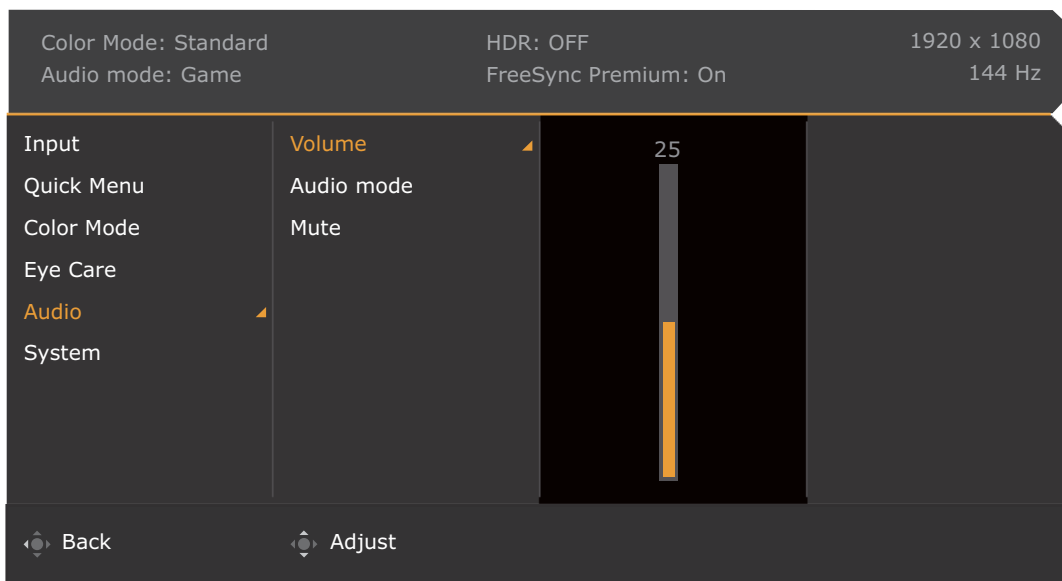 Color Mode: Standard
HDR: OFF
1920 x 1080
Audio mode: Game
FreeSync Premium: On
144 Hz
Input
Quick Menu
Color Mode
Eye Care
Audio
System
Volume
Audio mode
Mute
25
Back
Adjust